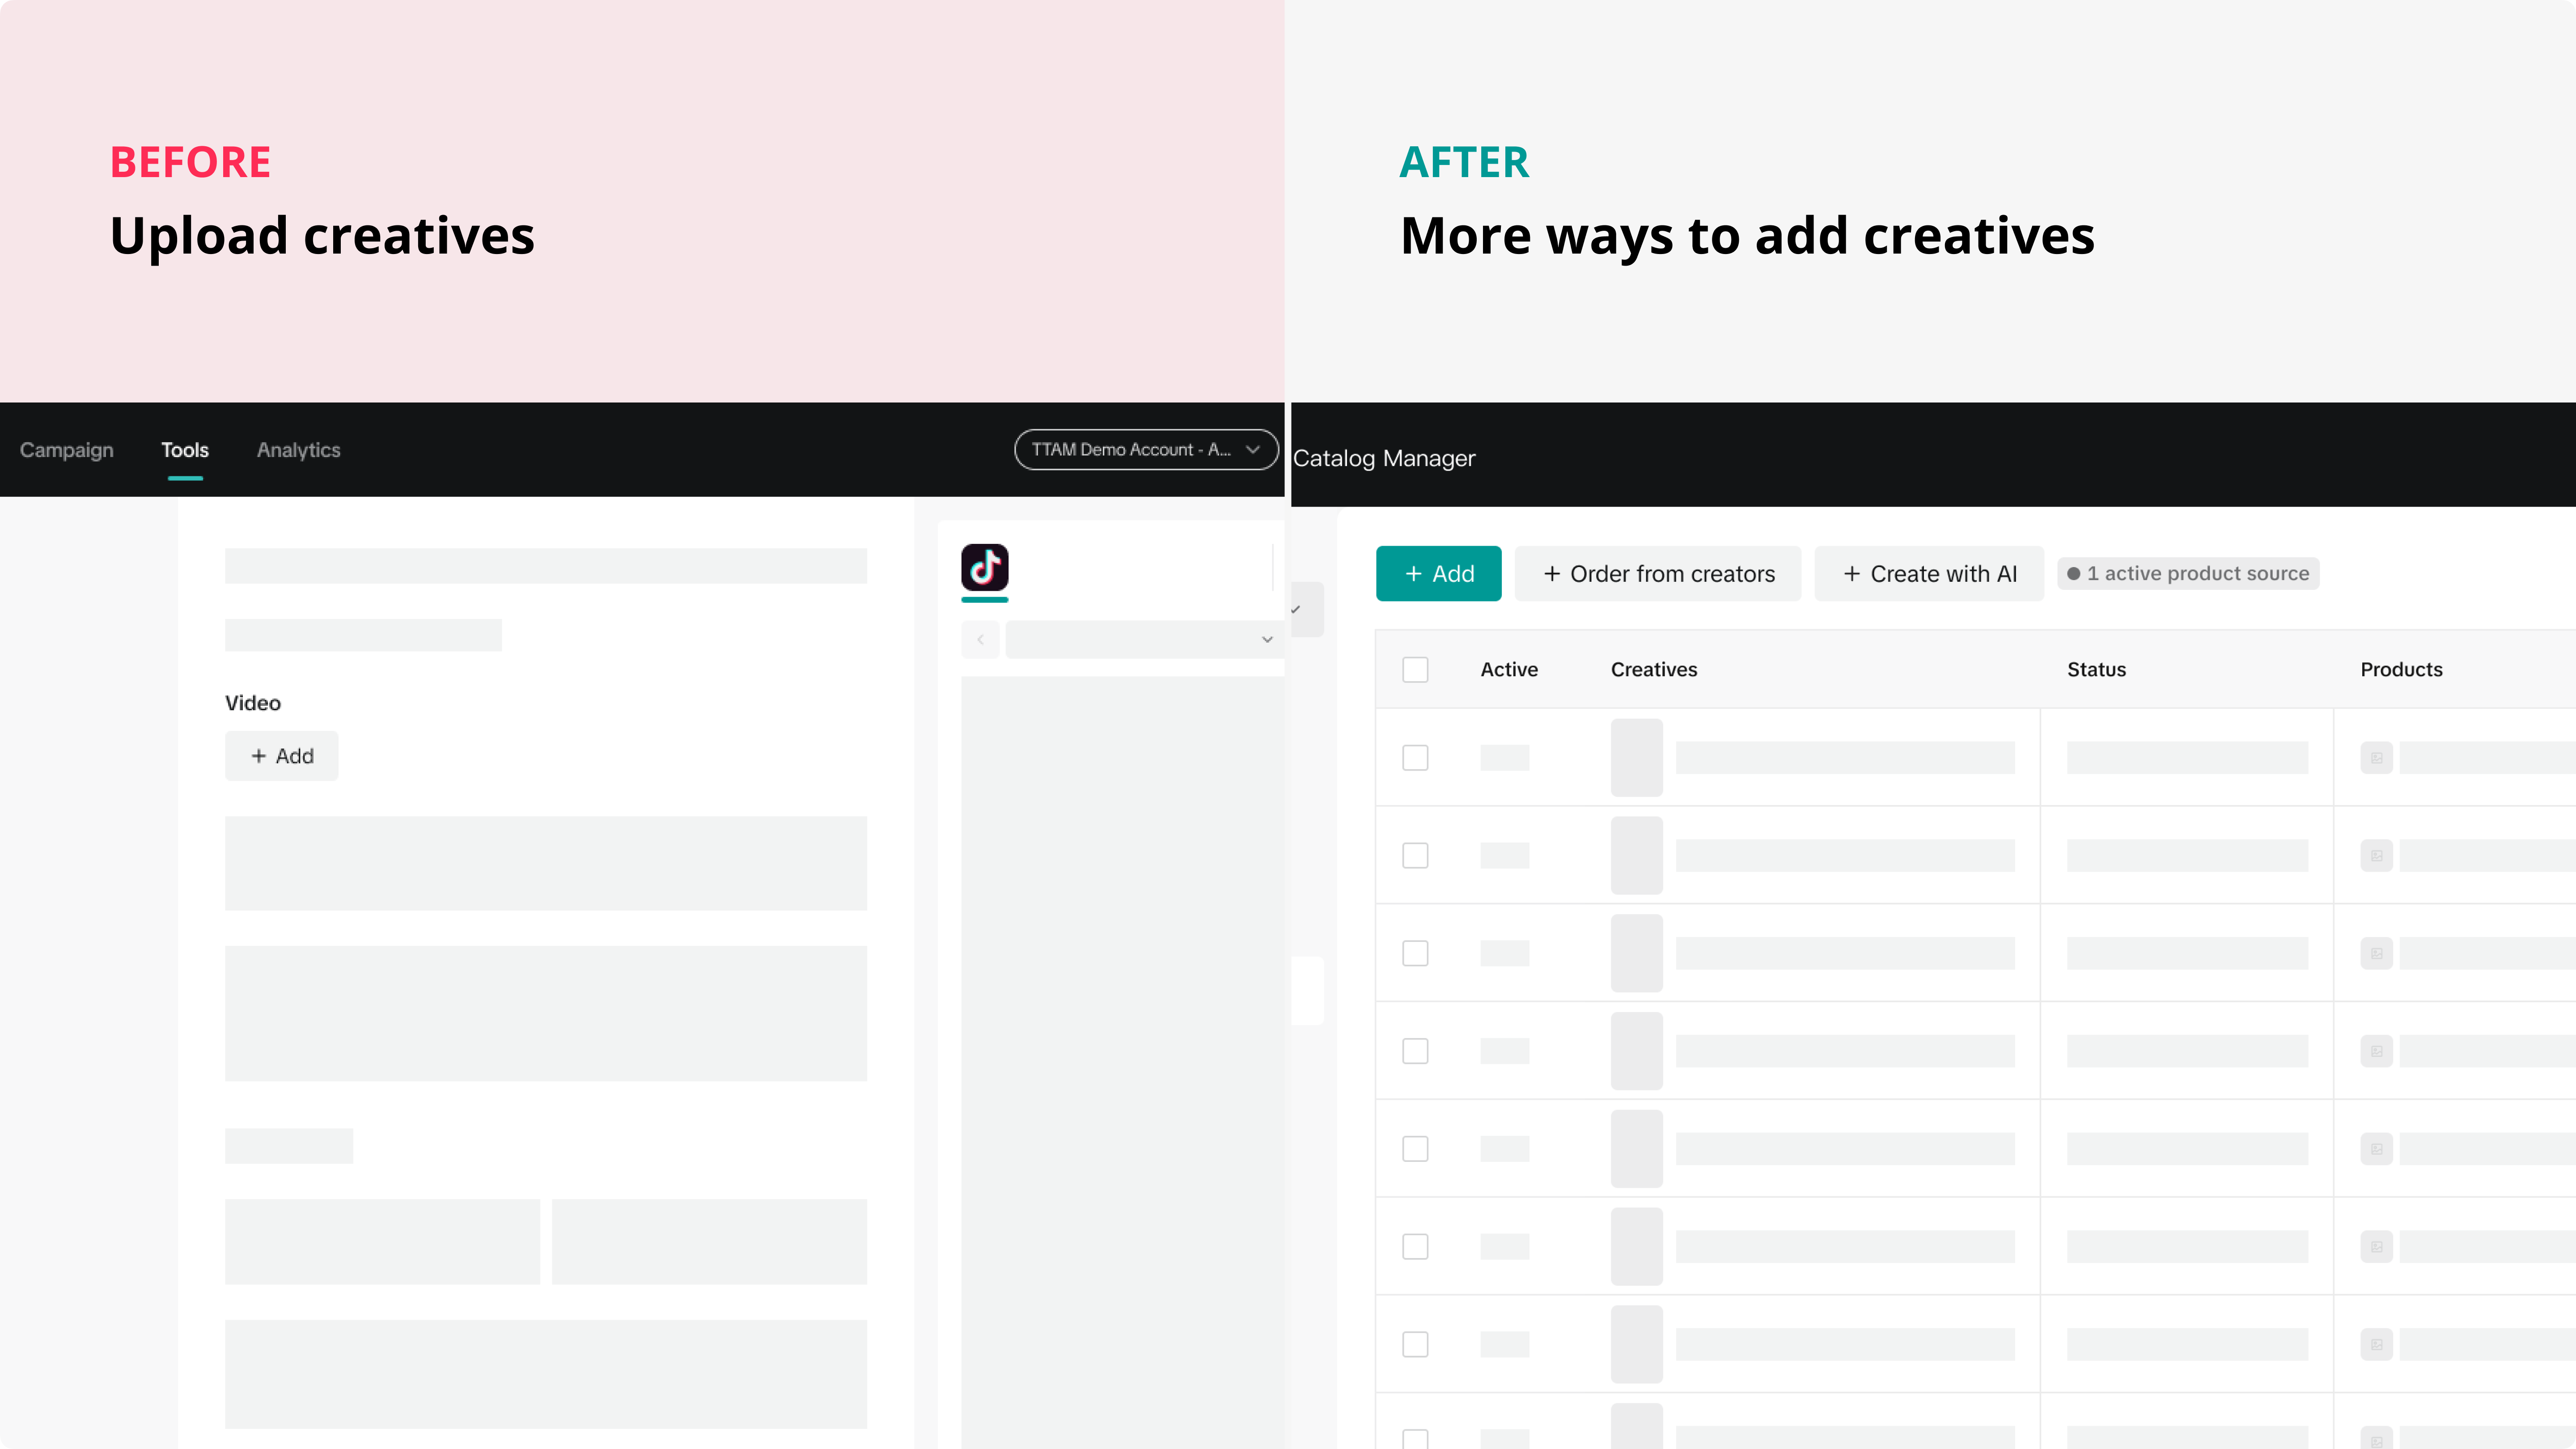 BEFORE
Upload creatives
Campaign Tools Analytics TTAM Demo Account - A...
Video
+ Add
AFTER
More ways to add creatives
Catalog Manager
+ Add + Order from creators + Create with AI 1 active product source
Active Creatives Status Products